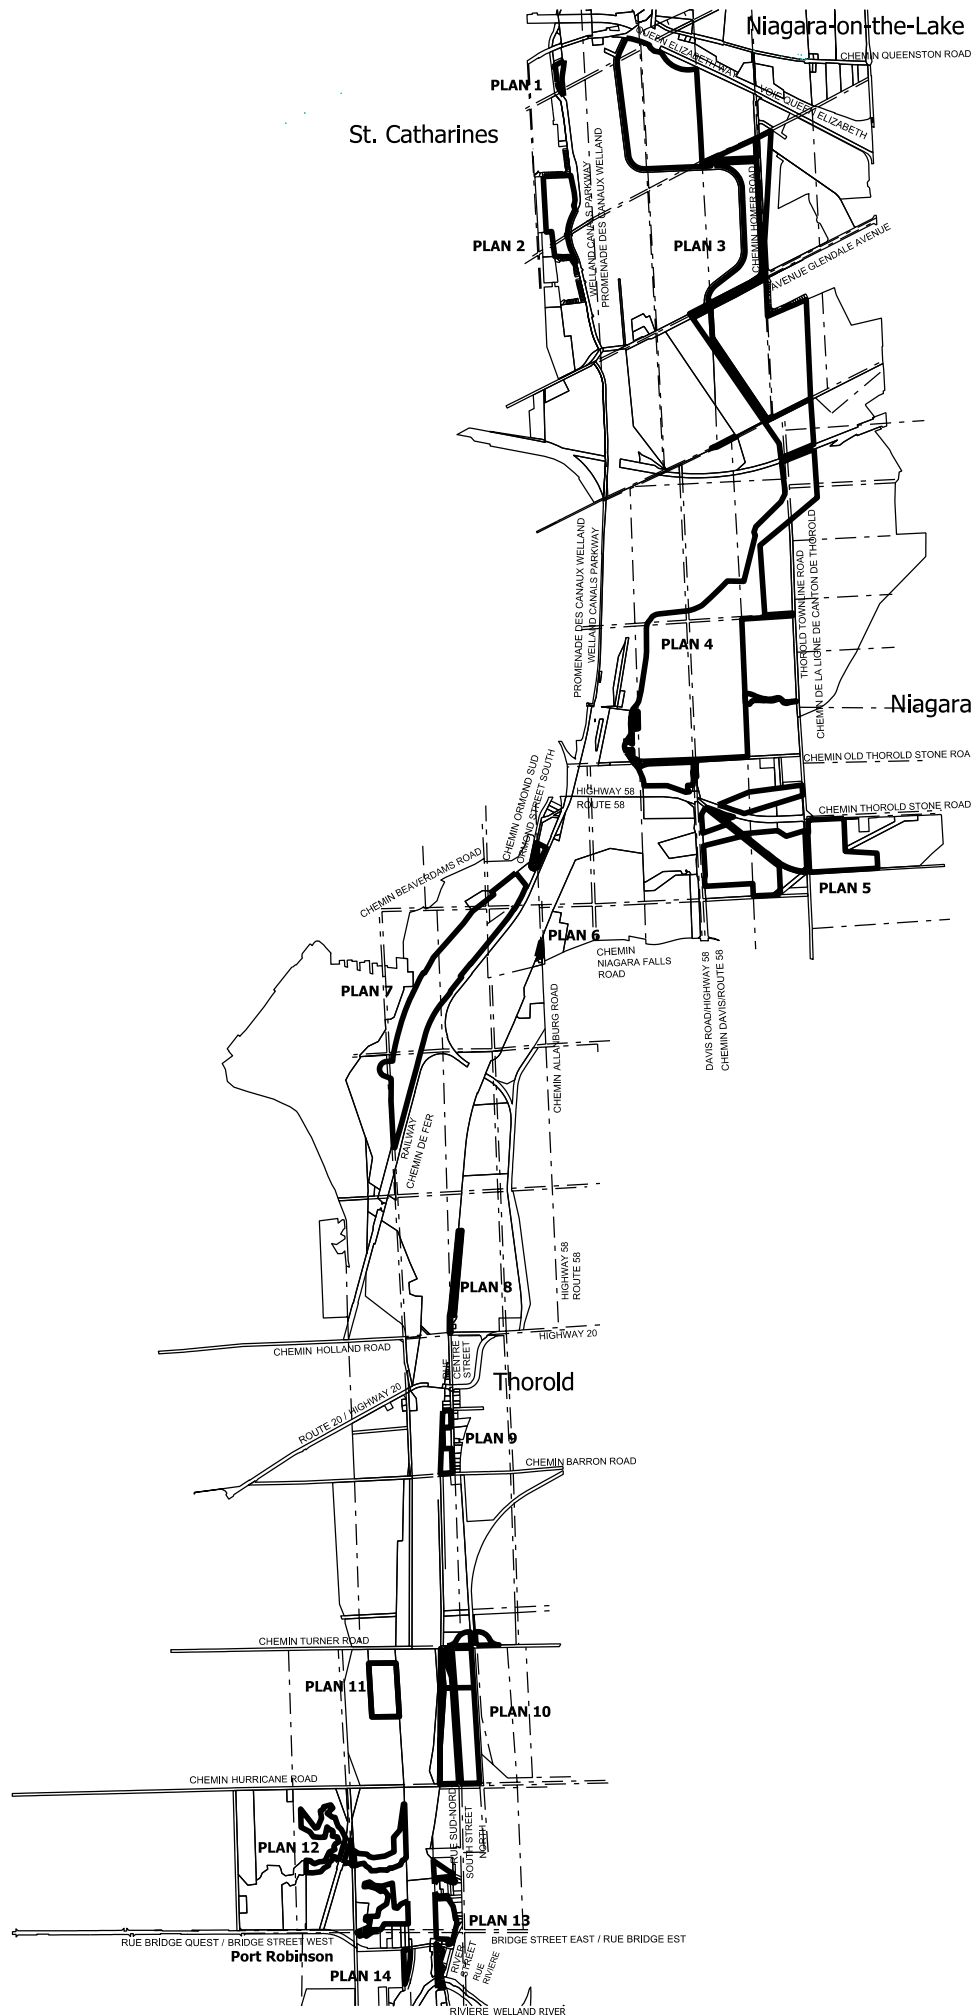 Niagara-on-the-Lake
QUEEN ELIZABETH WAY
CHEMIN QUEENSTON ROAD
PLAN 1
VOIE QUEEN ELIZABETH
St. Catharines
WELLAND CANALS PARKWAY
PROMENADE DES CANAUX WELLAND
CHEMIN HOMER ROAD
PLAN 2
PLAN 3
AVENUE GLENDALE AVENUE
PROMENADE DES CANAUX WELLAND
WELLAND CANALS PARKWAY
THOROLD TOWNLINE ROAD
CHEMIN DE LA LIGNE DE CANTON DE THOROLD
PLAN 4
Niagara
CHEMIN OLD THOROLD STONE ROA
CHEMIN ORMOND SUD
ORMOND STREET SOUTH
HIGHWAY 58
ROUTE 58
CHEMIN THOROLD STONE ROAD
CHEMIN BEAVERDAMS ROAD
PLAN 5
PLAN 6
CHEMIN
NIAGARA FALLS
ROAD
PLAN 7
CHEMIN ALLANBURG ROAD
DAVIS ROAD/HIGHWAY 58
CHEMIN DAVIS/ROUTE 58
RAILWAY
CHEMIN DE FER
HIGHWAY 58
ROUTE 58
PLAN 8
HIGHWAY 20
CHEMIN HOLLAND ROAD
RUE
CENTRE
STREET
Thorold
ROUTE 20 / HIGHWAY 20
PLAN 9
CHEMIN BARRON ROAD
CHEMIN TURNER ROAD
PLAN 11
PLAN 10
CHEMIN HURRICANE ROAD
RUE SUD-NORD
SOUTH STREET
NORTH
PLAN 12
PLAN 13
RUE BRIDGE QUEST / BRIDGE STREET WEST
BRIDGE STREET EAST / RUE BRIDGE EST
Port Robinson
RIVER
STREET
RUE
RIVIERE
PLAN 14
RIVIERE WELLAND RIVER